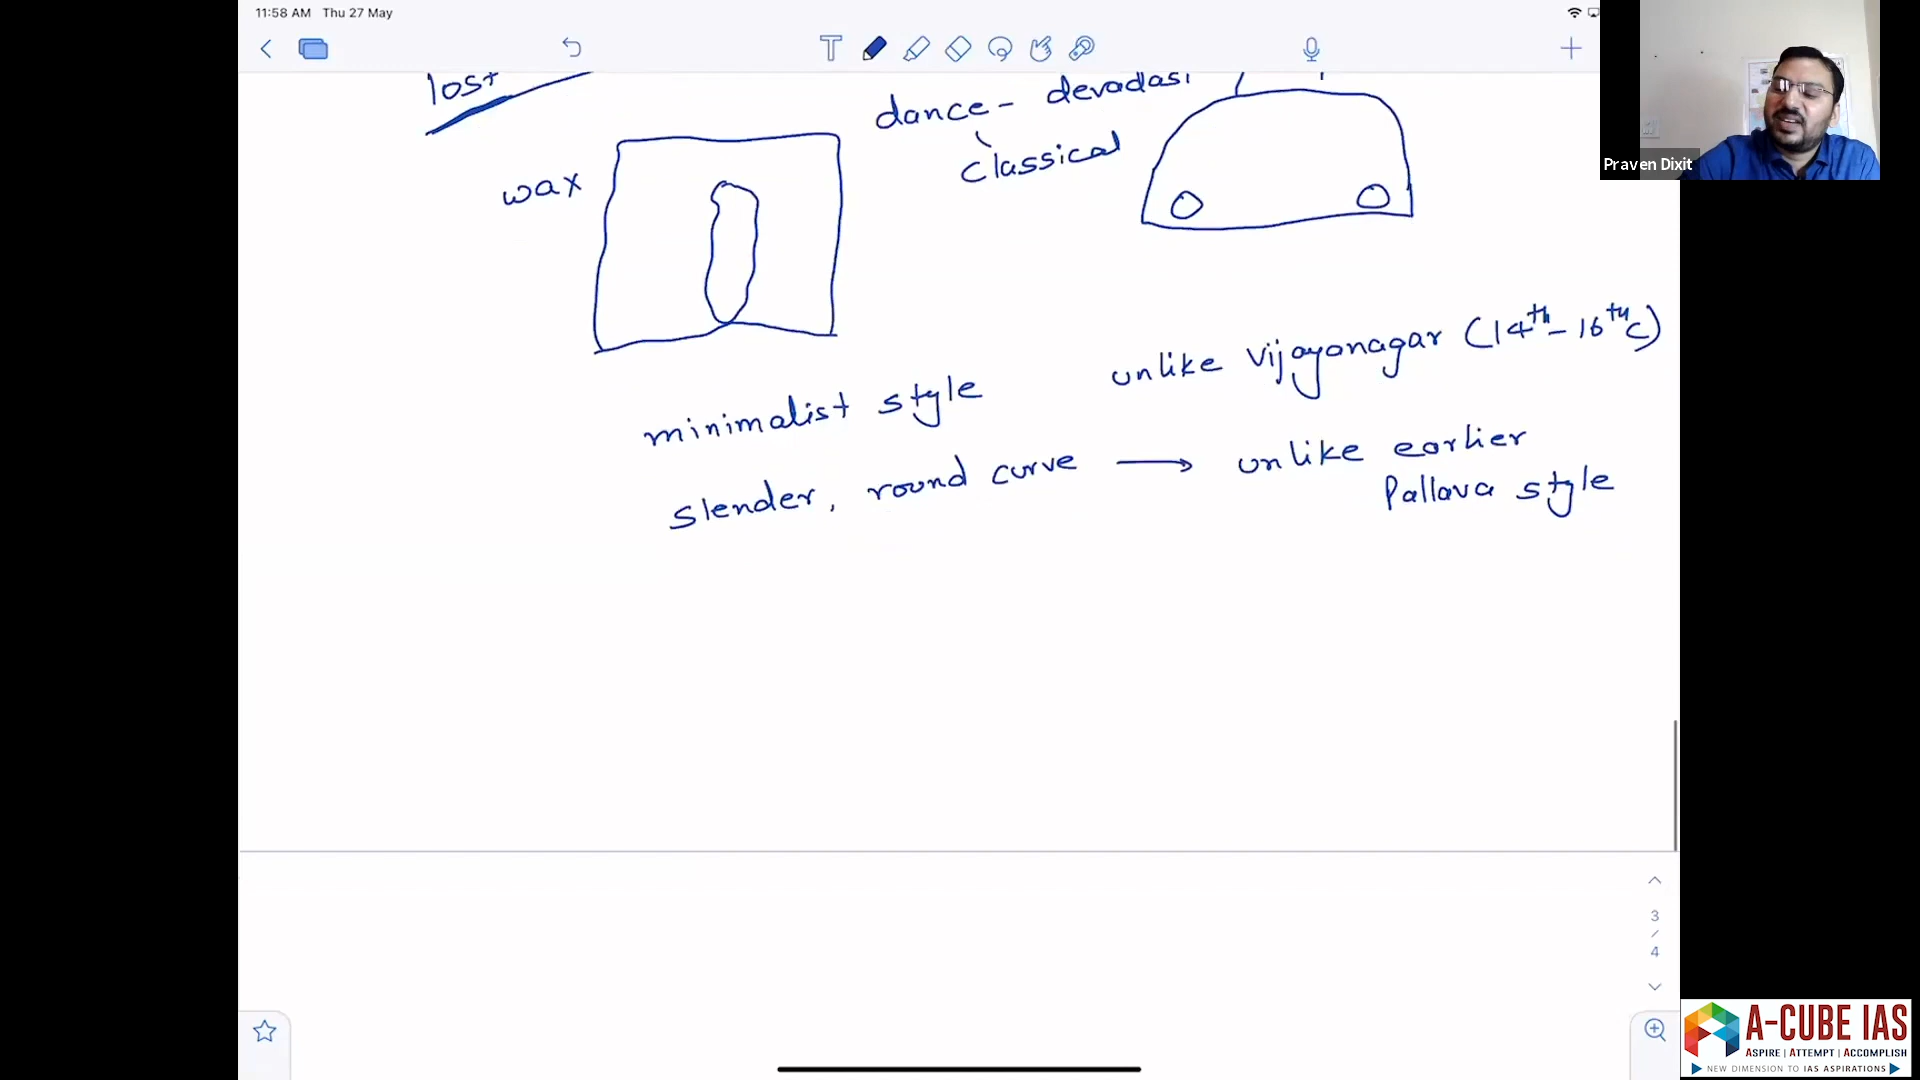 11:58 AM Thu 27 May
T
Praven Dixit
lost
dance - devadasi
classical
wax
unlike vijayanagar (14th - 16th c)
minimalist style
slender, round curve → unlike earlier
Pallava style
3
/
4
A-CUBE IAS
ASPIRE | ATTEMPT | ACCOMPLISH
NEW DIMENSION TO IAS ASPIRATIONS